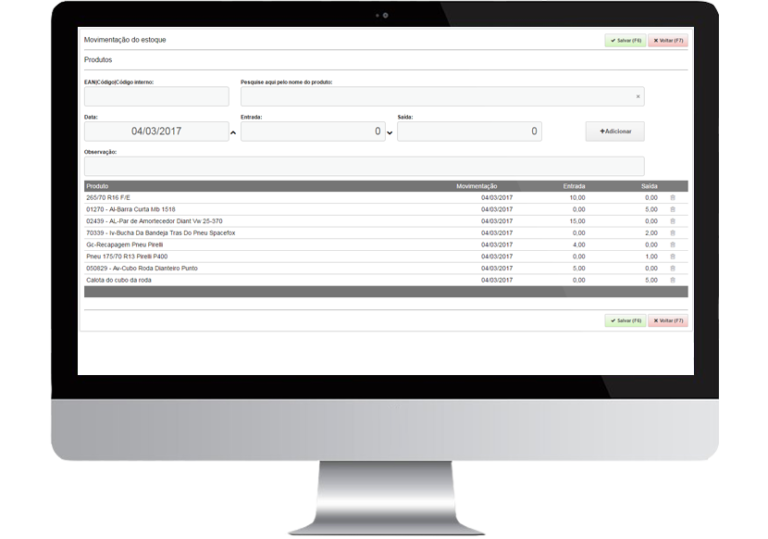 Movimentação do estoque
✔ Salvar (F6) ✖ Voltar (F7)
Produtos
EAN|Código|Código interno: Pesquise aqui pelo nome do produto:
×
Data: Entrada: Saída:
04/03/2017 0 0 +Adicionar
Observação:
Produto Movimentação Entrada Saída
265/70 R16 F/E 04/03/2017 10,00 0,00
01270 - Al-Barra Curta Mb 1516 04/03/2017 0,00 5,00
02439 - AL-Par de Amortecedor Diant Vw 25-370 04/03/2017 15,00 0,00
70339 - Iv-Bucha Da Bandeja Tras Do Pneu Spacefox 04/03/2017 0,00 2,00
Gc-Recapagem Pneu Pirelli 04/03/2017 4,00 0,00
Pneu 175/70 R13 Pirelli P400 04/03/2017 0,00 1,00
050829 - Av-Cubo Roda Dianteiro Punto 04/03/2017 5,00 0,00
Calota do cubo da roda 04/03/2017 0,00 5,00
✔ Salvar (F6) ✖ Voltar (F7)